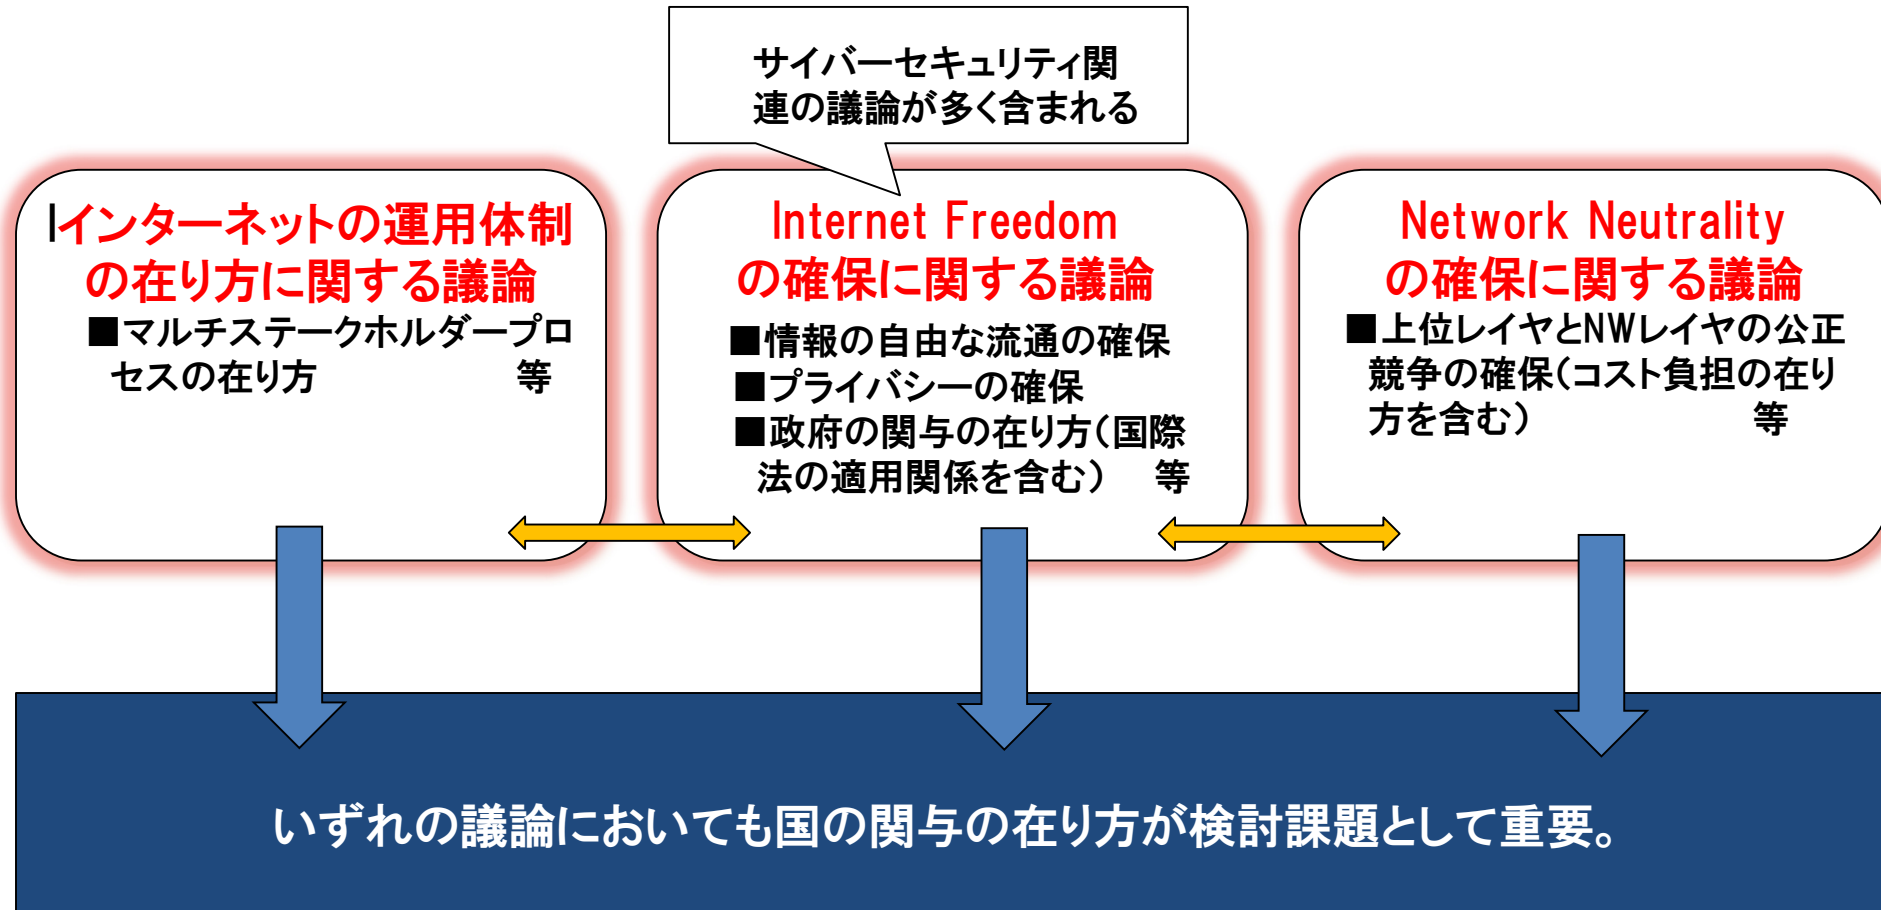 サイバーセキュリティ関
連の議論が多く含まれる
lインターネットの運用体制
の在り方に関する議論
■マルチステークホルダープロ
セスの在り方 等
Internet Freedom
の確保に関する議論
■情報の自由な流通の確保
■プライバシーの確保
■政府の関与の在り方（国際
法の適用関係を含む） 等
Network Neutrality
の確保に関する議論
■上位レイヤとNWレイヤの公正
競争の確保（コスト負担の在り
方を含む） 等
いずれの議論においても国の関与の在り方が検討課題として重要。